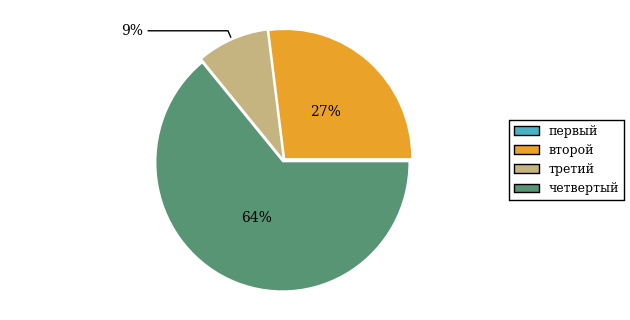 9%
27%
64%
первый
второй
третий
четвертый